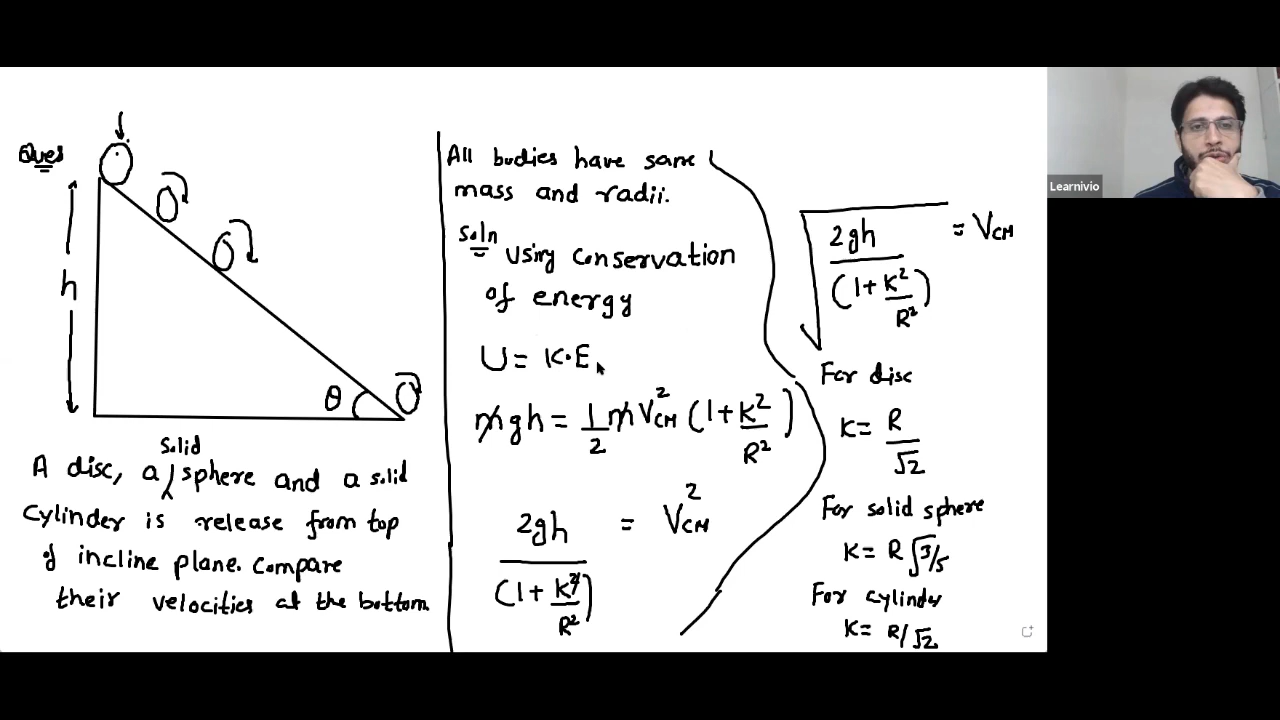 Ques
h
θ
solid
A disc, a sphere and a solid
cylinder is release from top
of incline plane. compare
their velocities at the bottom.
All bodies have same
mass and radii.
soln using conservation
of energy
U = K.E
mgh = 1/2 mV²CM (1 + K²/R²)
2gh/(1 + K²/R²) = V²CM
√(2gh/(1 + K²/R²)) = VCM
For disc
K = R/√2
For solid sphere
K = R√3/5
For cylinder
K = R/√2
Learnivio